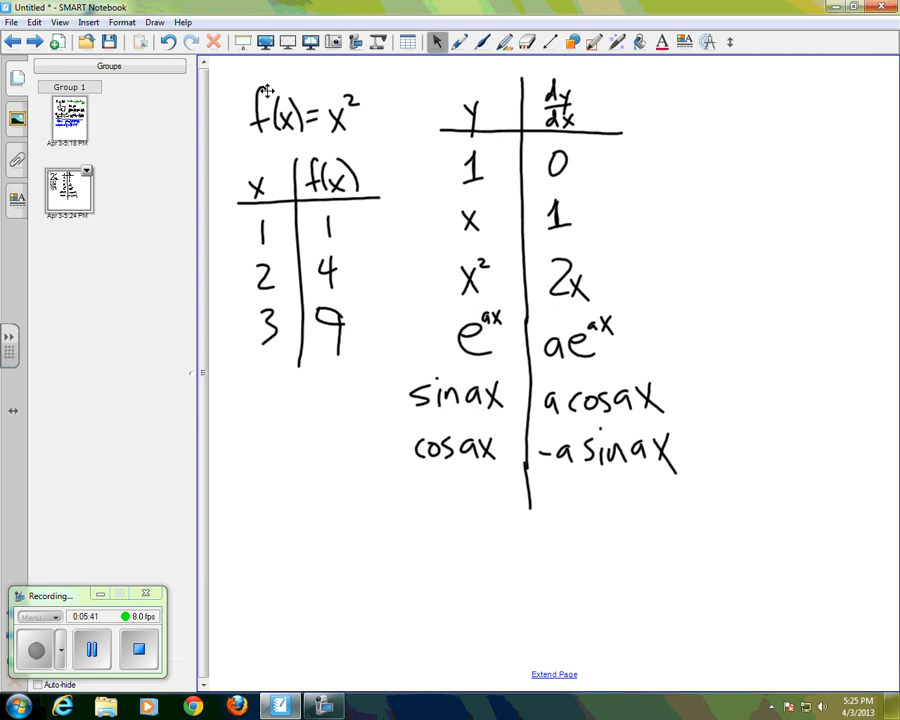 Untitled * - SMART Notebook
File Edit View Insert Format Draw Help
Groups
Group 1
Apr 3-5:18 PM
Apr 3-5:24 PM
f(x) = x²
x f(x)
1 1
2 4
3 9
y dy/dx
1 0
x 1
x² 2x
e^ax ae^ax
sin ax a cos ax
cos ax -a sin ax
Extend Page
Recording...
Menu
0:05:41 8.0 fps
Auto-hide
5:25 PM
4/3/2013